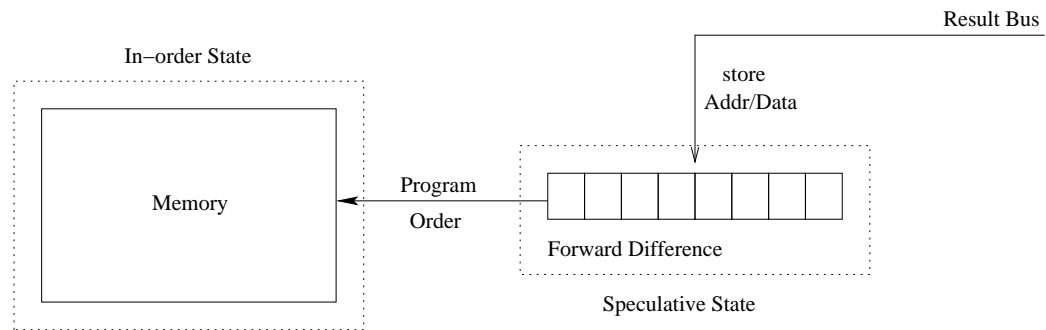 Result Bus
In−order State
store
Addr/Data
Memory
Program
Order
Forward Difference
Speculative State